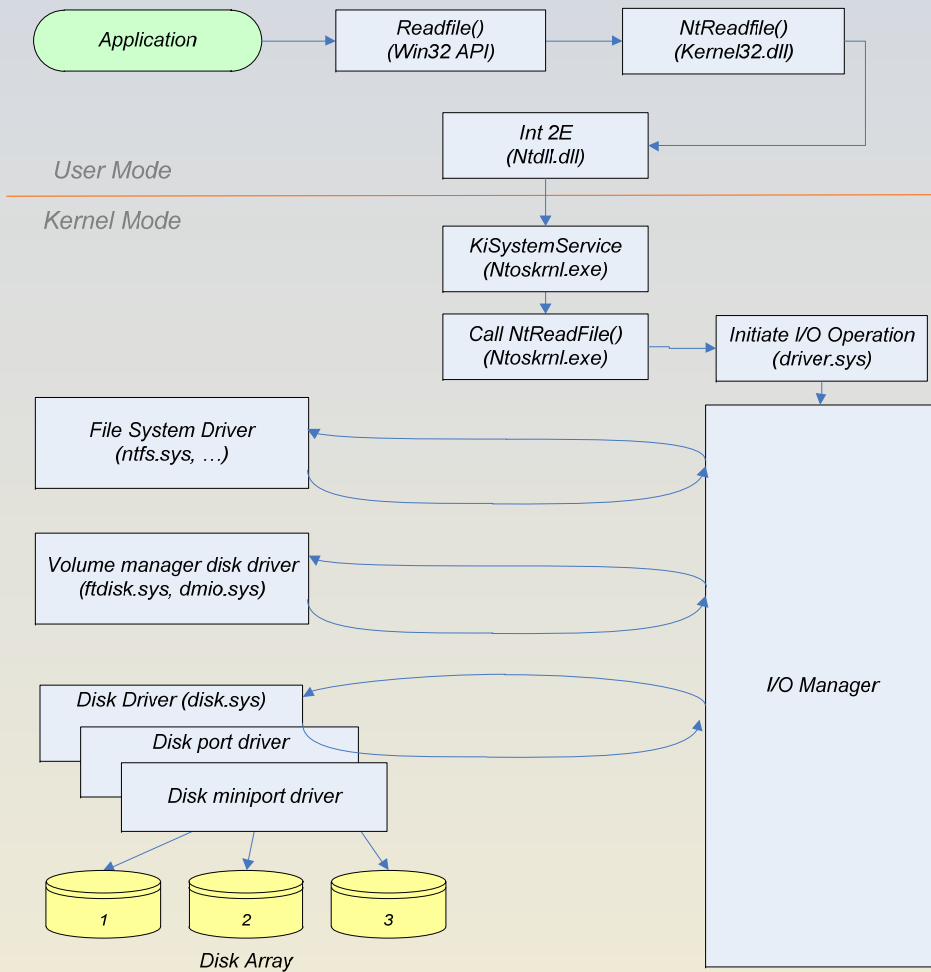 Application
Readfile()
(Win32 API)
NtReadfile()
(Kernel32.dll)
Int 2E
(Ntdll.dll)
User Mode
Kernel Mode
KiSystemService
(Ntoskrnl.exe)
Call NtReadFile()
(Ntoskrnl.exe)
Initiate I/O Operation
(driver.sys)
File System Driver
(ntfs.sys, …)
Volume manager disk driver
(ftdisk.sys, dmio.sys)
I/O Manager
Disk Driver (disk.sys)
Disk port driver
Disk miniport driver
1
2
3
Disk Array